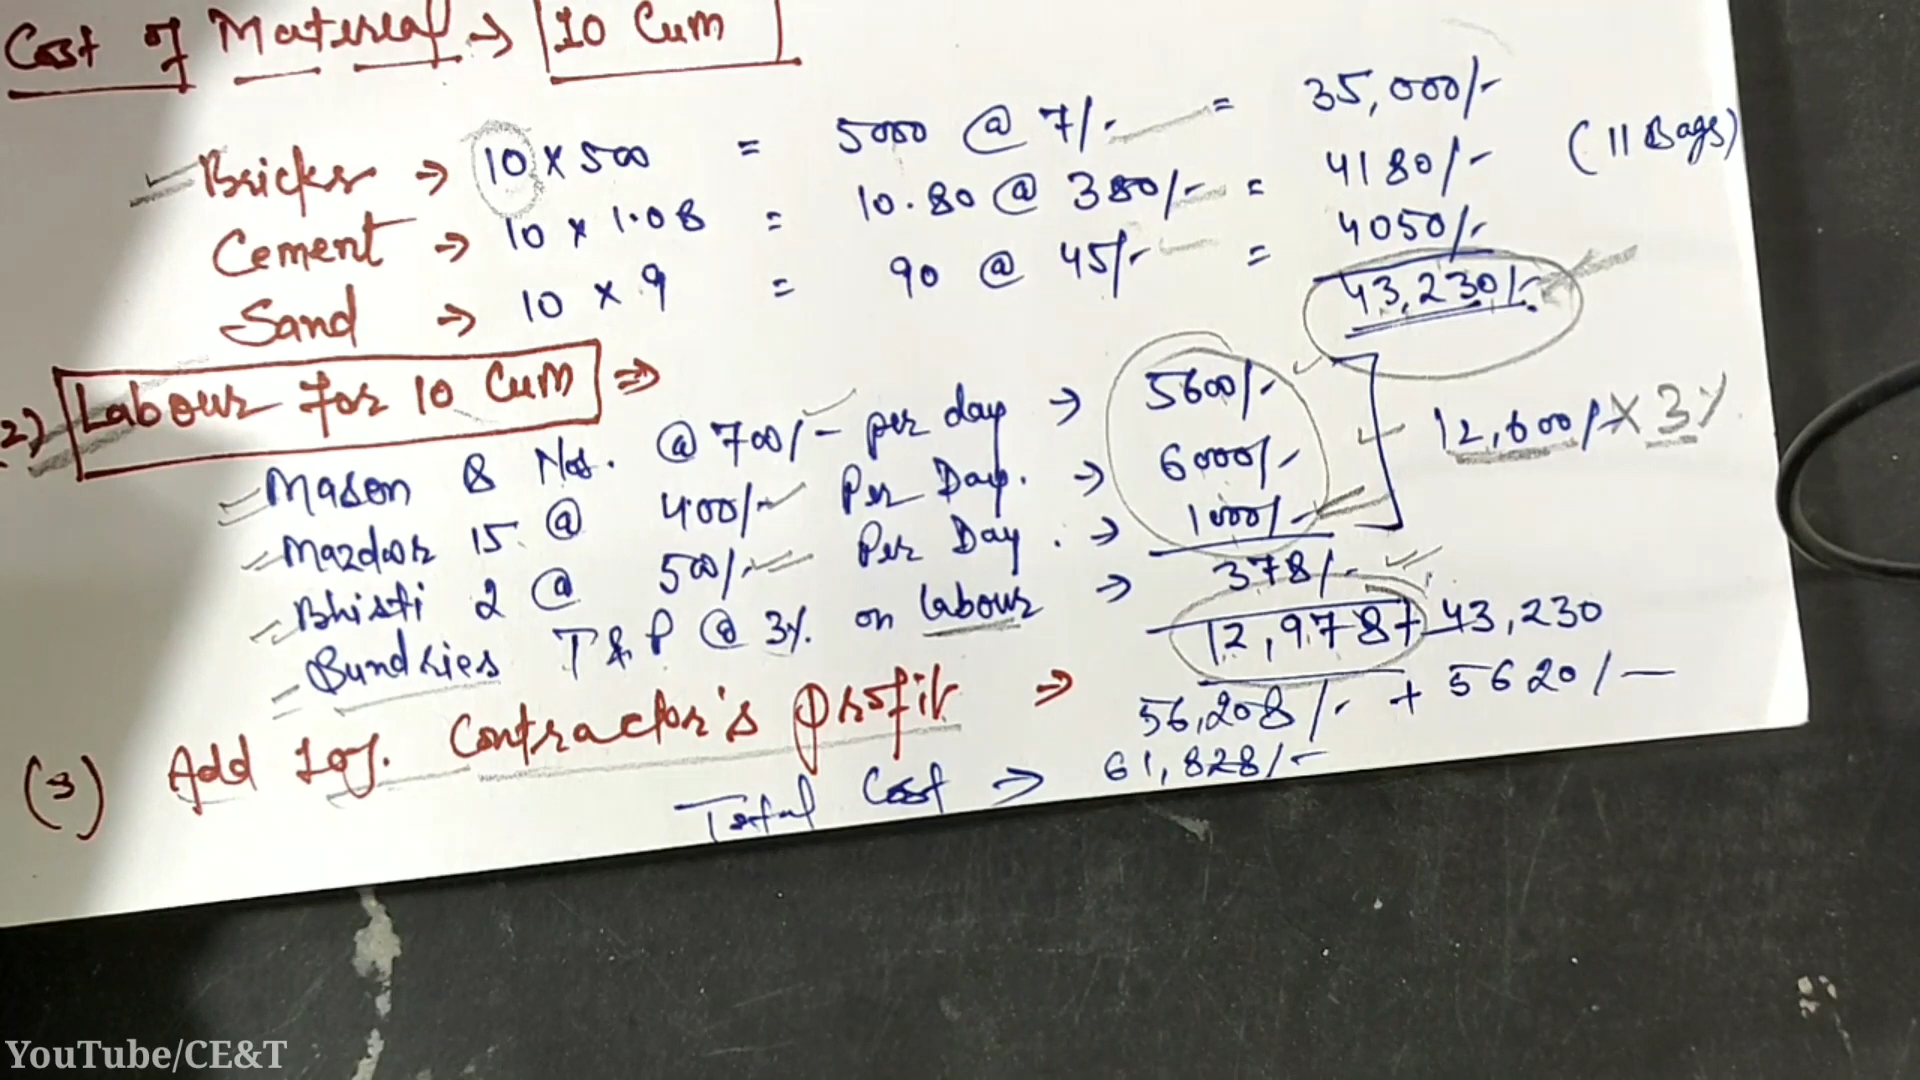 Cost of Material → 10 Cum
Bricks → 10 x 500 = 5000 @ 7/- = 35,000/-
Cement → 10 x 1.08 = 10.80 @ 380/- = 4180/- (11 Bags)
Sand → 10 x 9 = 90 @ 45/- = 4050/-
43,230/-
2) Labour for 10 Cum ⇒
Mason 8 Nos. @ 700/- per day → 5600/-
Mazdoor 15 @ 400/- Per Day. → 6000/-
12,600/- x 3%
Bhisti 2 @ 500/- Per Day. → 1000/-
Sundries T & P @ 3% on labour → 378/-
12,978 + 43,230
(3) Add 10%. Contractor's Profit ⇒ 56,208/- + 5620/-
Total Cost → 61,828/-
YouTube/CE&T